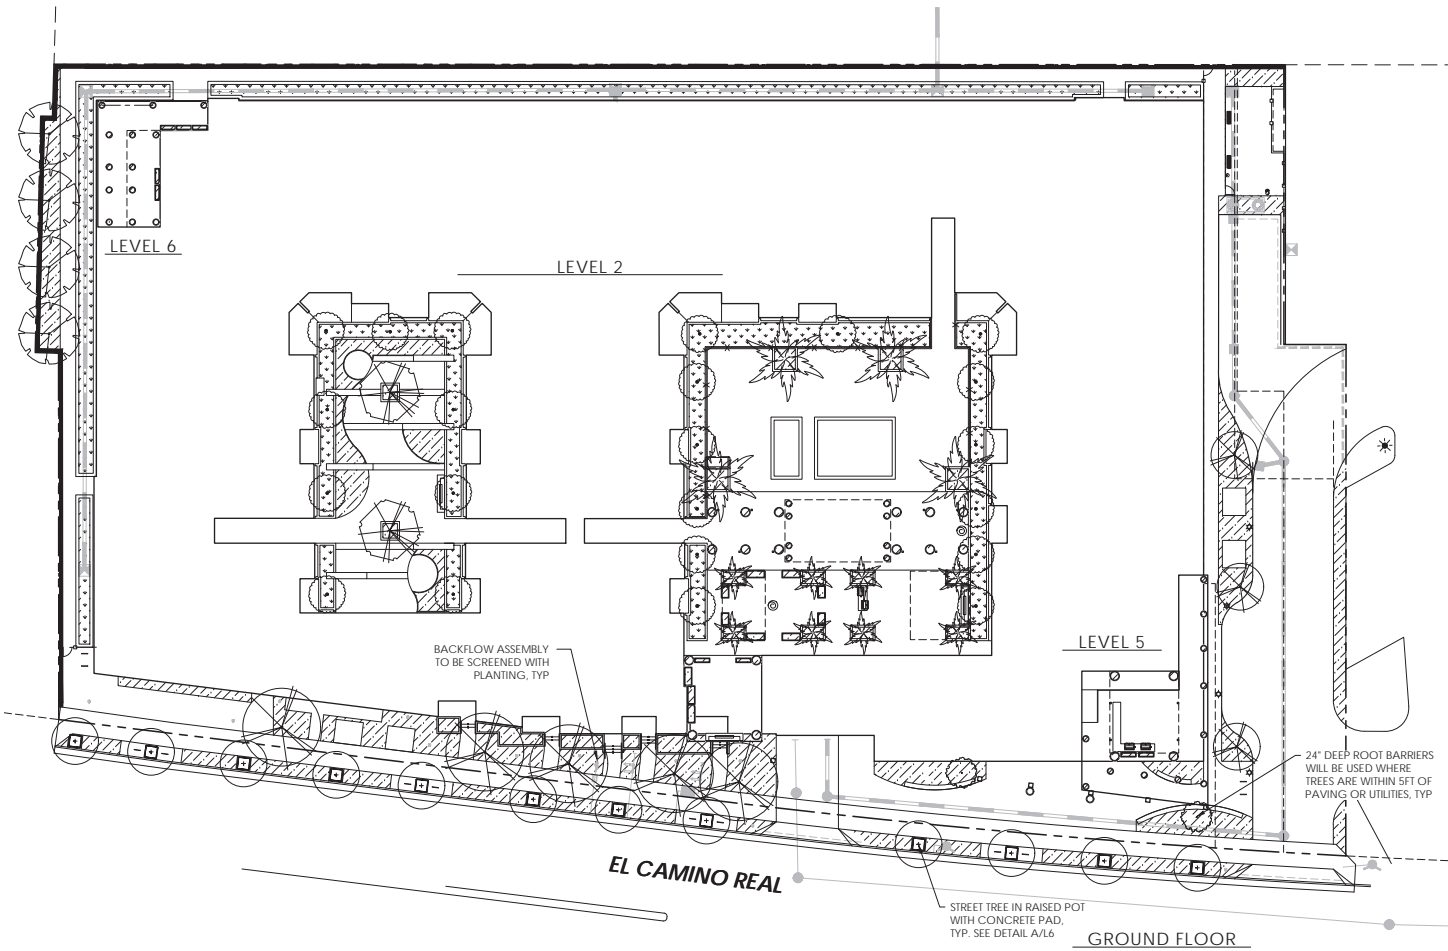 LEVEL 6
LEVEL 2
BACKFLOW ASSEMBLY
TO BE SCREENED WITH
PLANTING, TYP
LEVEL 5
24" DEEP ROOT BARRIERS
WILL BE USED WHERE
TREES ARE WITHIN 5FT OF
PAVING OR UTILITIES, TYP
EL CAMINO REAL
STREET TREE IN RAISED POT
WITH CONCRETE PAD,
TYP. SEE DETAIL A/L6
GROUND FLOOR